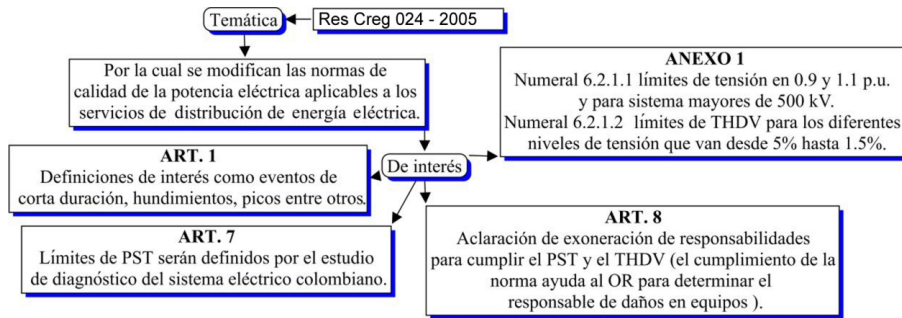 Temática
Res Creg 024 - 2005
Por la cual se modifican las normas de
calidad de la potencia eléctrica aplicables a los
servicios de distribución de energía eléctrica.
ANEXO 1
Numeral 6.2.1.1 límites de tensión en 0.9 y 1.1 p.u.
y para sistema mayores de 500 kV.
Numeral 6.2.1.2 límites de THDV para los diferentes
niveles de tensión que van desde 5% hasta 1.5%.
De interés
ART. 1
Definiciones de interés como eventos de
corta duración, hundimientos, picos entre otros.
ART. 7
Límites de PST serán definidos por el estudio
de diagnóstico del sistema eléctrico colombiano.
ART. 8
Aclaración de exoneración de responsabilidades
para cumplir el PST y el THDV (el cumplimiento de la
norma ayuda al OR para determinar el
responsable de daños en equipos ).